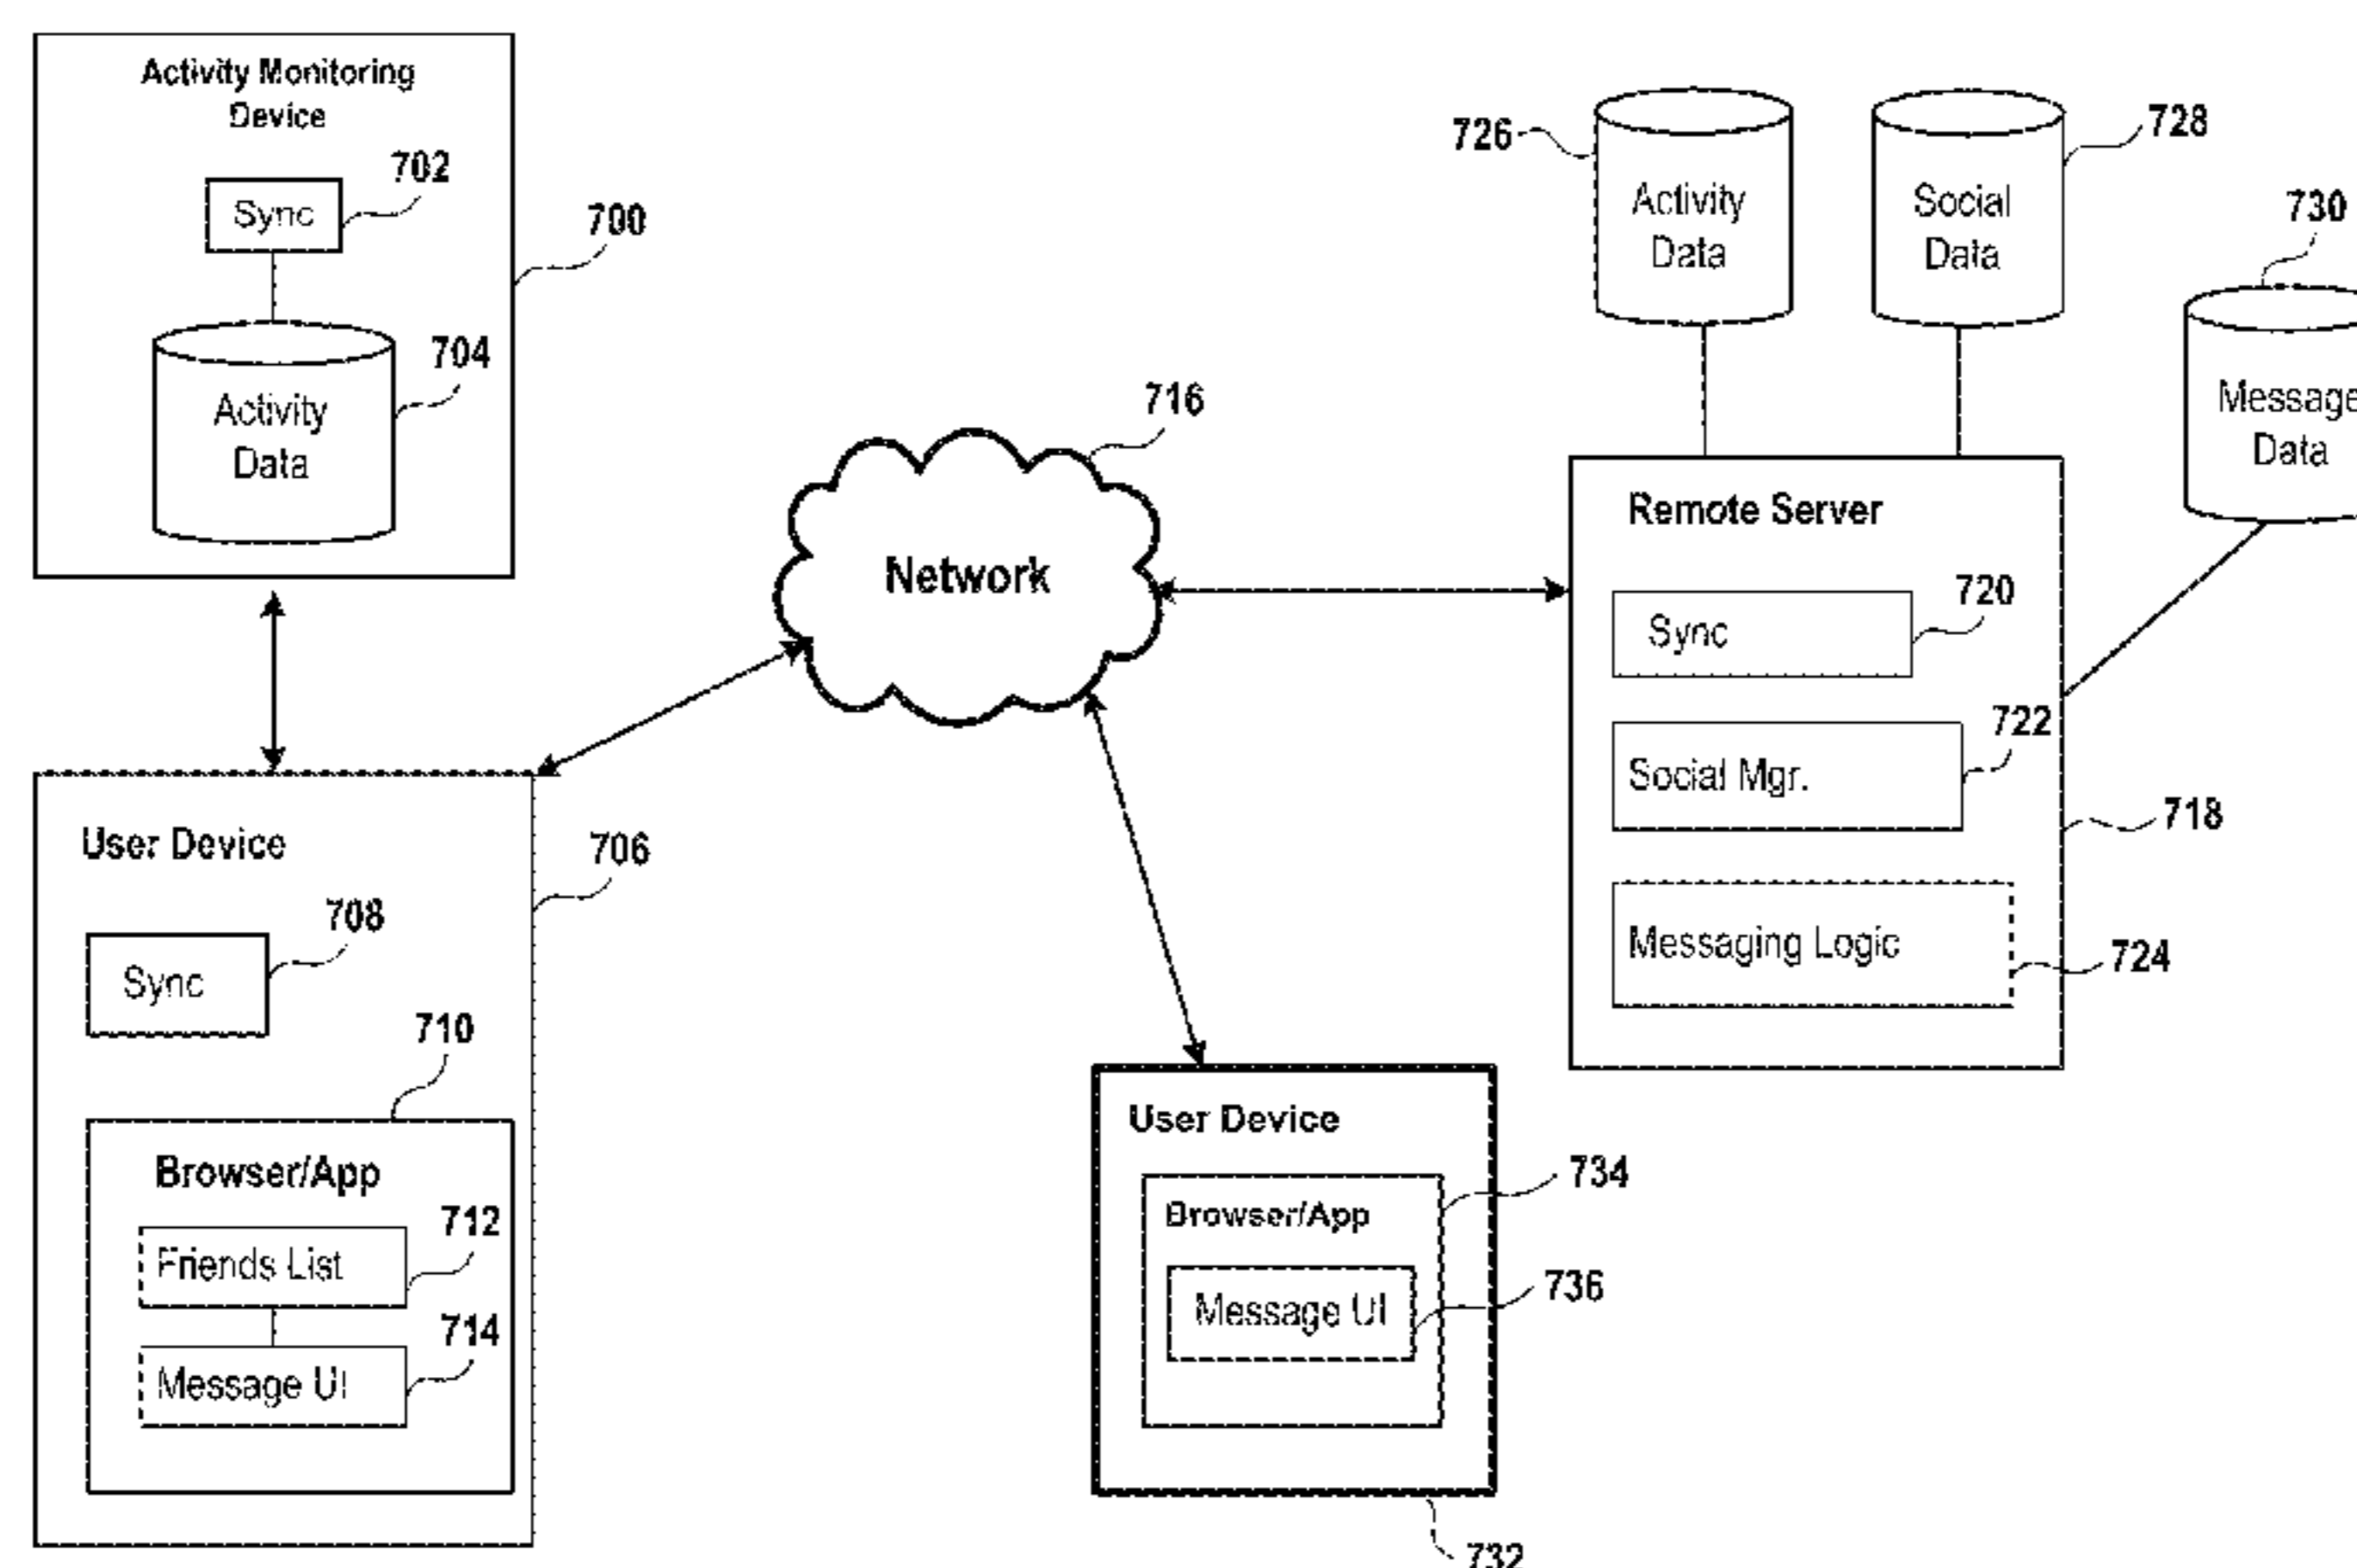 Activity Monitoring
Device
702
Sync
700
704
Activity
Data
716
Network
726
Activity
Data
728
Social
Data
730
Message
Data
Remote Server
720
Sync
722
Social Mgr.
718
Messaging Logic
724
User Device
706
708
Sync
710
Browser/App
712
Friends List
714
Message UI
User Device
734
Browser/App
736
Message UI
732